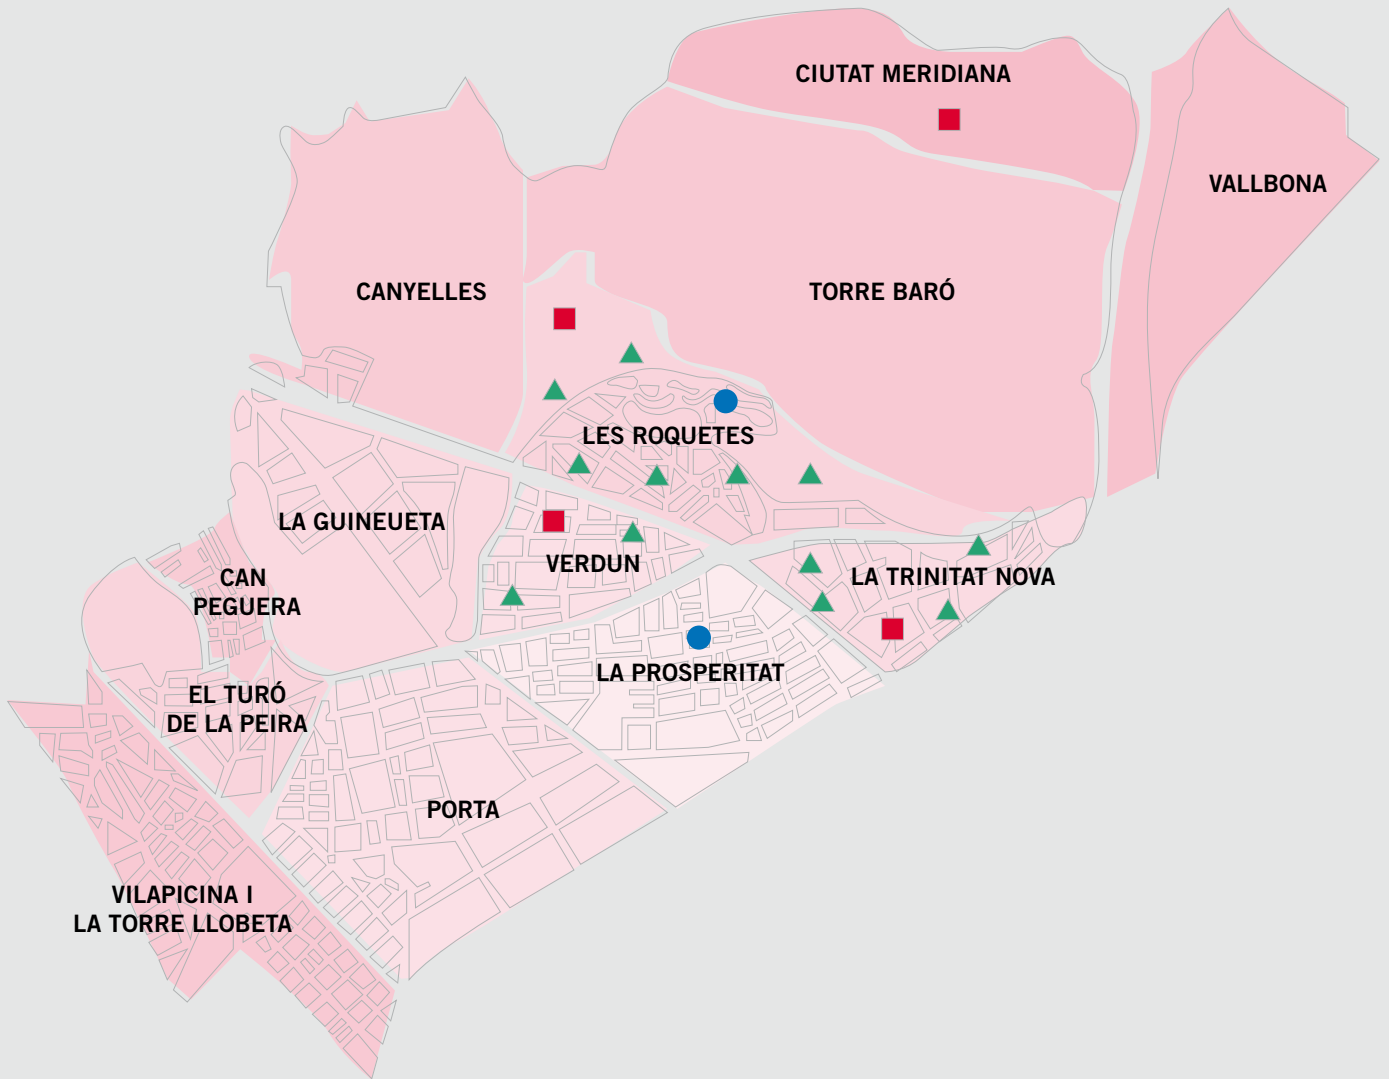 CIUTAT MERIDIANA
VALLBONA
CANYELLES
TORRE BARÓ
LES ROQUETES
LA GUINEUETA
VERDUN
CAN
PEGUERA
LA TRINITAT NOVA
LA PROSPERITAT
EL TURÓ
DE LA PEIRA
PORTA
VILAPICINA I
LA TORRE LLOBETA